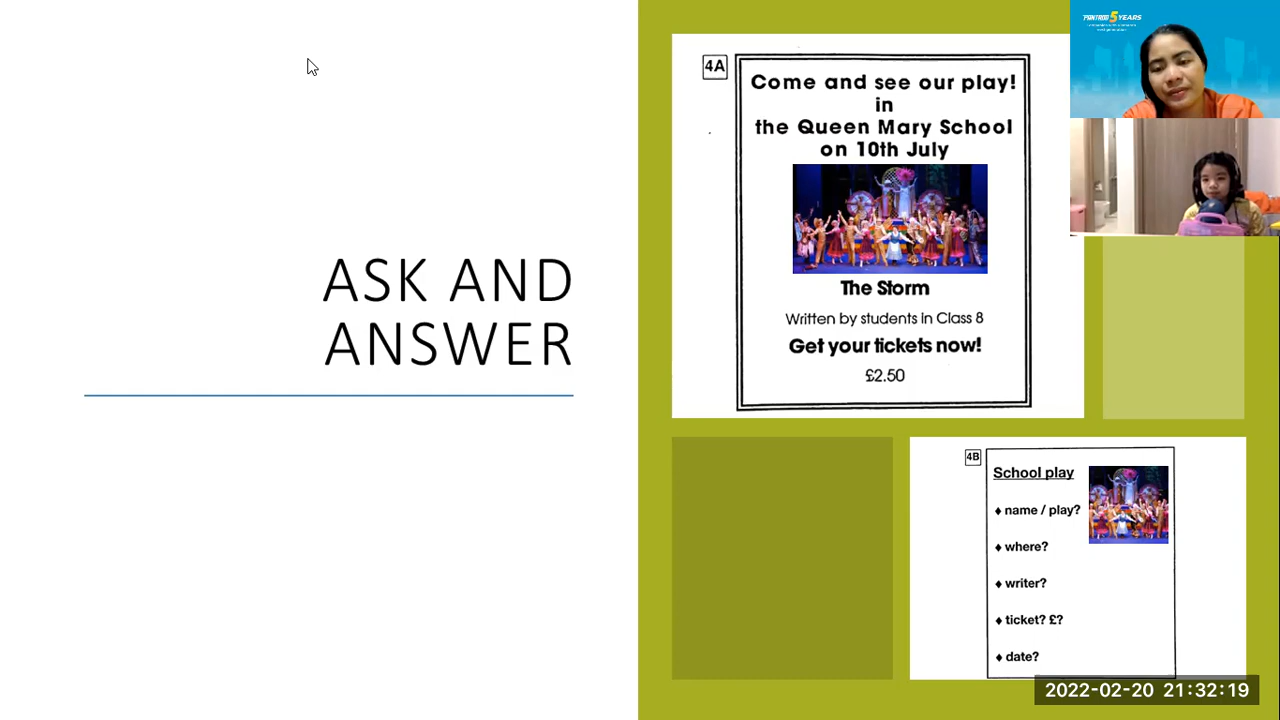 ASK AND
ANSWER
4A
Come and see our play!
in
the Queen Mary School
on 10th July
The Storm
Written by students in Class 8
Get your tickets now!
£2.50
4B
School play
♦ name / play?
♦ where?
♦ writer?
♦ ticket? £?
♦ date?
5 YEARS
2022-02-20 21:32:19